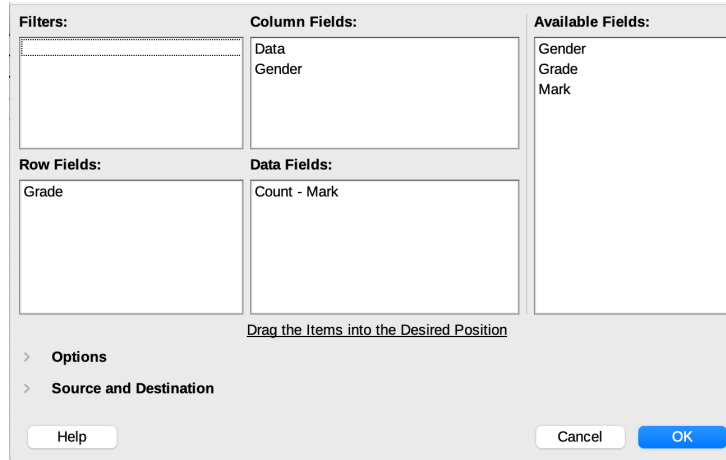 Filters:
Column Fields:
Available Fields:
Data
Gender
Gender
Grade
Mark
Row Fields:
Data Fields:
Grade
Count - Mark
Drag the Items into the Desired Position
Options
Source and Destination
Help
Cancel
OK